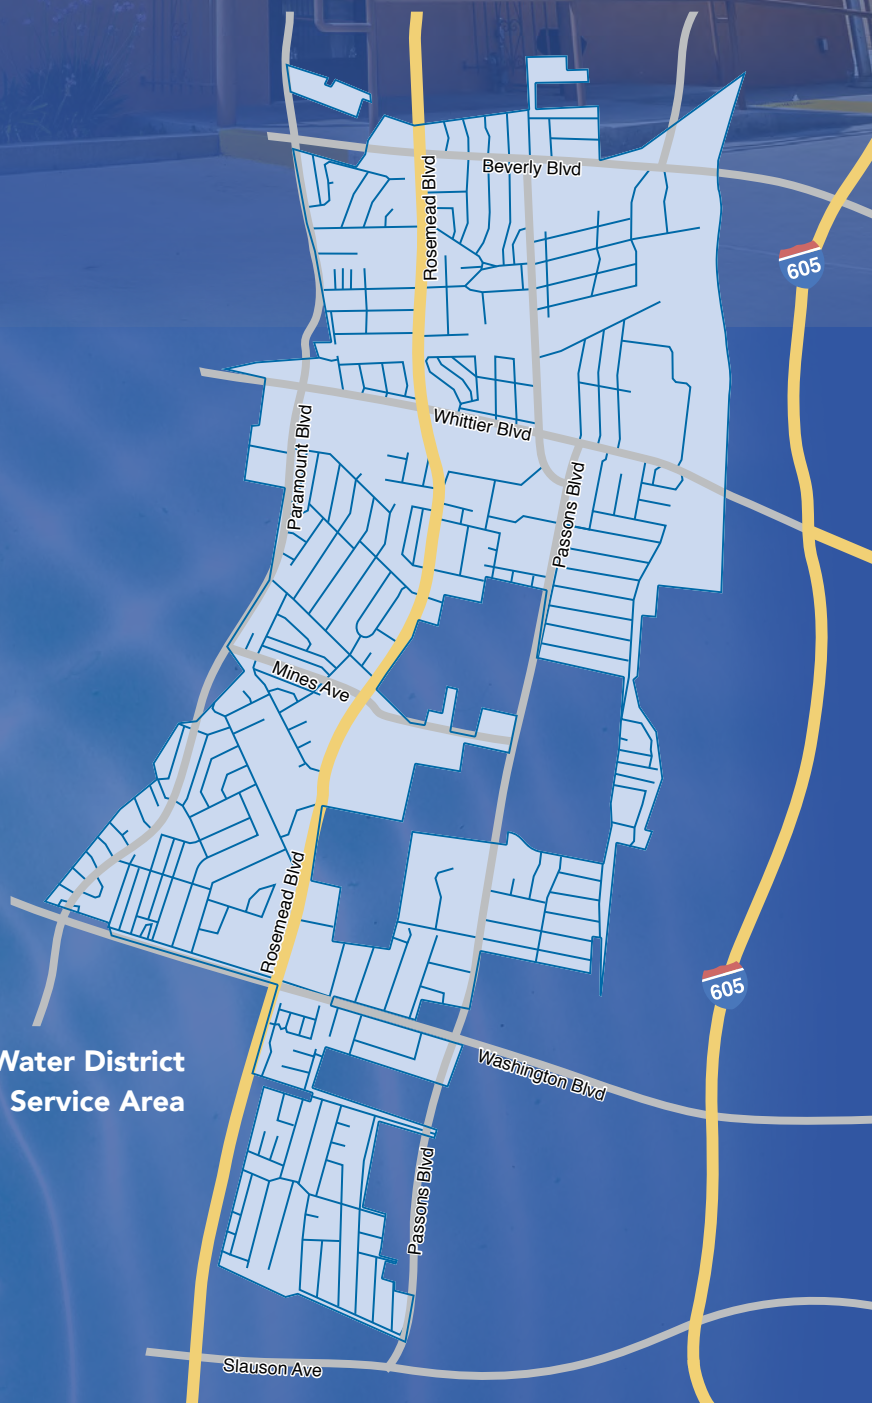 Beverly Blvd
Rosemead Blvd
605
Whittier Blvd
Paramount Blvd
Passons Blvd
Mines Ave
Rosemead Blvd
605
Water District
Service Area
Washington Blvd
Passons Blvd
Slauson Ave